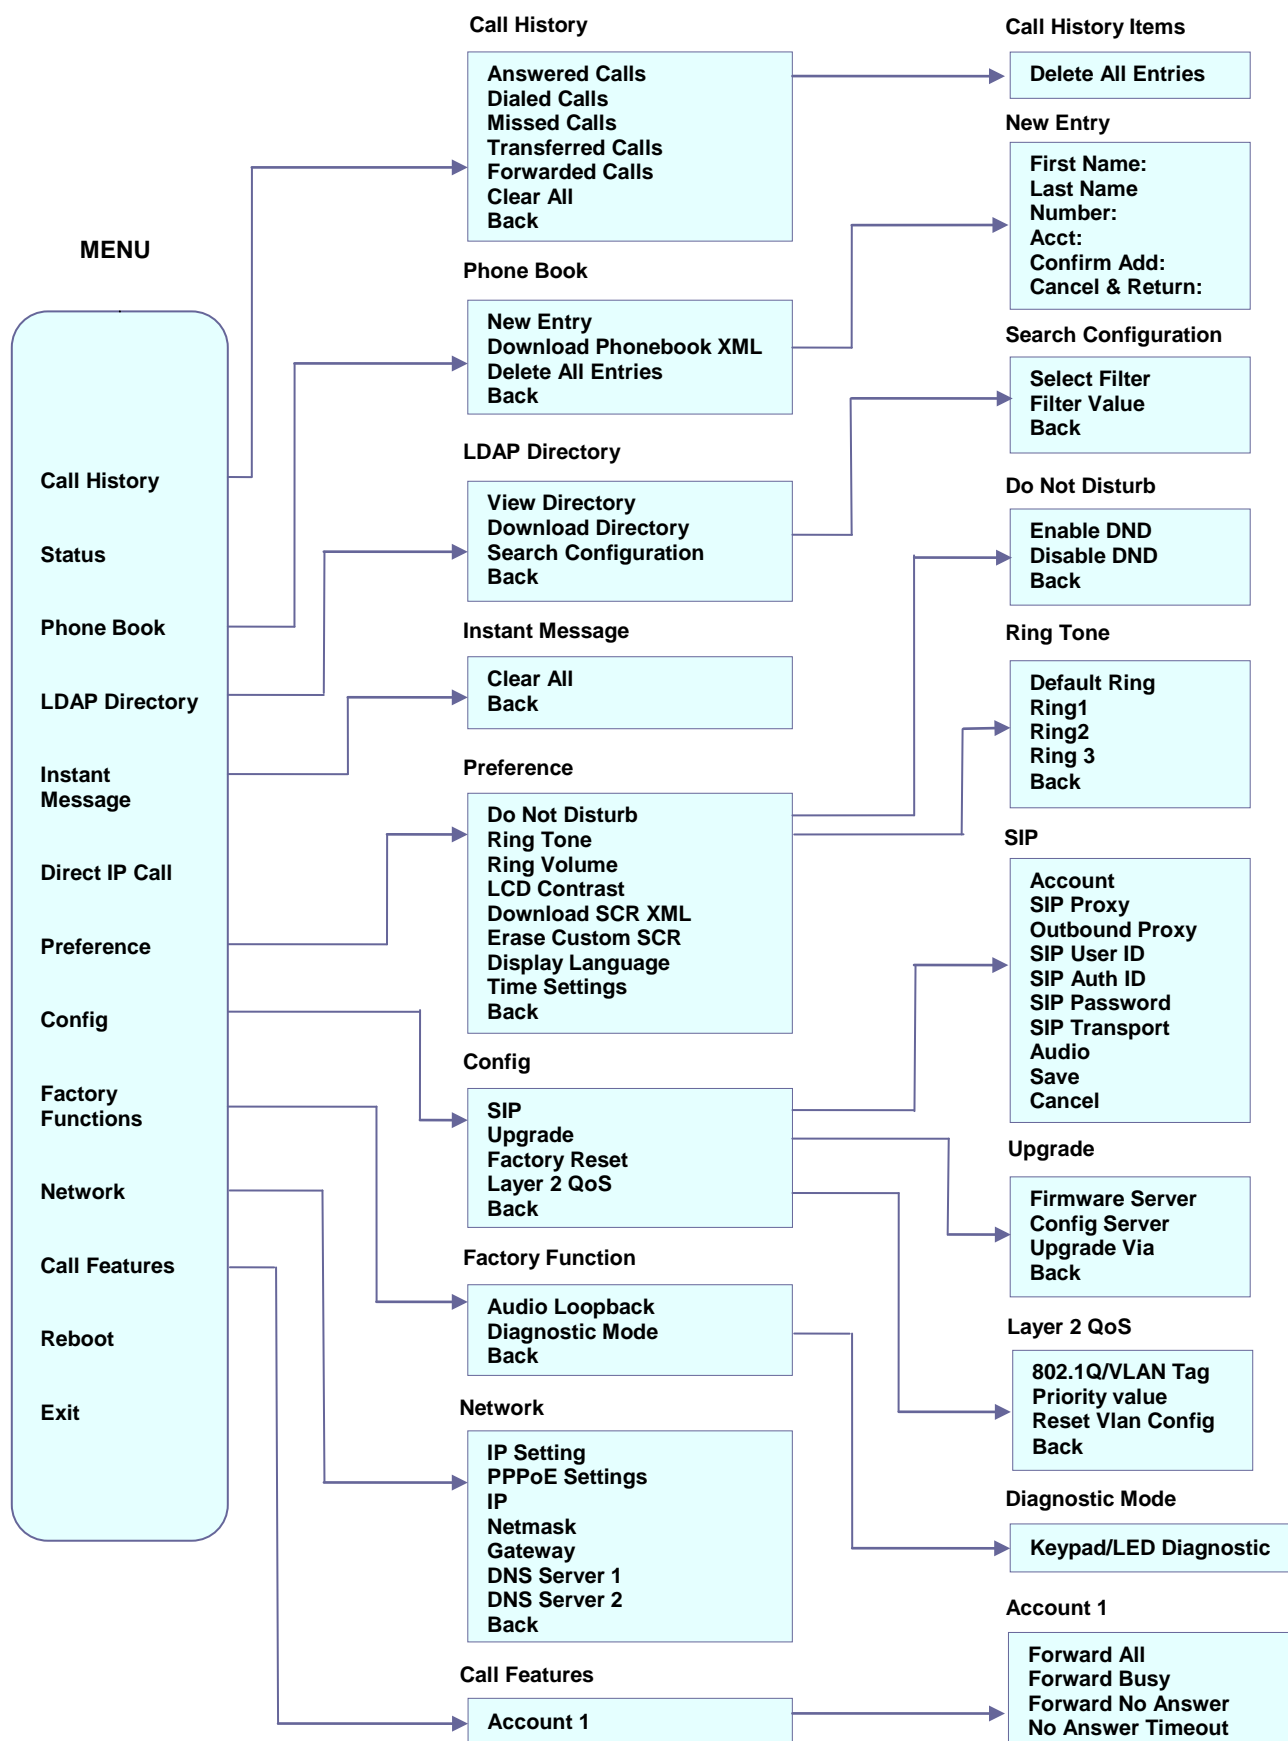 MENU
Call History
Status
Phone Book
LDAP Directory
Instant
Message
Direct IP Call
Preference
Config
Factory
Functions
Network
Call Features
Reboot
Exit
Call History
Answered Calls
Dialed Calls
Missed Calls
Transferred Calls
Forwarded Calls
Clear All
Back
Phone Book
New Entry
Download Phonebook XML
Delete All Entries
Back
LDAP Directory
View Directory
Download Directory
Search Configuration
Back
Instant Message
Clear All
Back
Preference
Do Not Disturb
Ring Tone
Ring Volume
LCD Contrast
Download SCR XML
Erase Custom SCR
Display Language
Time Settings
Back
Config
SIP
Upgrade
Factory Reset
Layer 2 QoS
Back
Factory Function
Audio Loopback
Diagnostic Mode
Back
Network
IP Setting
PPPoE Settings
IP
Netmask
Gateway
DNS Server 1
DNS Server 2
Back
Call Features
Account 1
Call History Items
Delete All Entries
New Entry
First Name:
Last Name
Number:
Acct:
Confirm Add:
Cancel & Return:
Search Configuration
Select Filter
Filter Value
Back
Do Not Disturb
Enable DND
Disable DND
Back
Ring Tone
Default Ring
Ring1
Ring2
Ring 3
Back
SIP
Account
SIP Proxy
Outbound Proxy
SIP User ID
SIP Auth ID
SIP Password
SIP Transport
Audio
Save
Cancel
Upgrade
Firmware Server
Config Server
Upgrade Via
Back
Layer 2 QoS
802.1Q/VLAN Tag
Priority value
Reset Vlan Config
Back
Diagnostic Mode
Keypad/LED Diagnostic
Account 1
Forward All
Forward Busy
Forward No Answer
No Answer Timeout